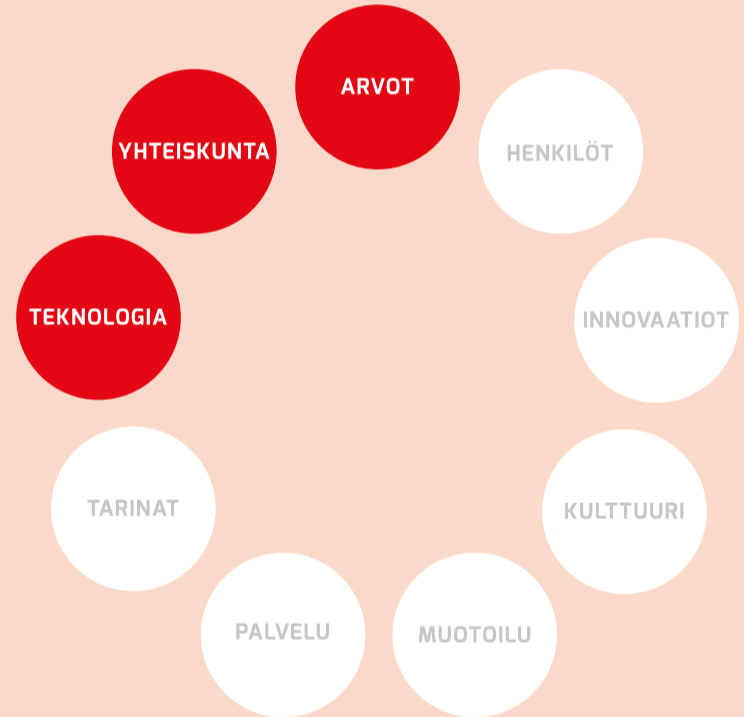 ARVOT
YHTEISKUNTA
HENKILÖT
TEKNOLOGIA
INNOVAATIOT
TARINAT
KULTTUURI
PALVELU
MUOTOILU